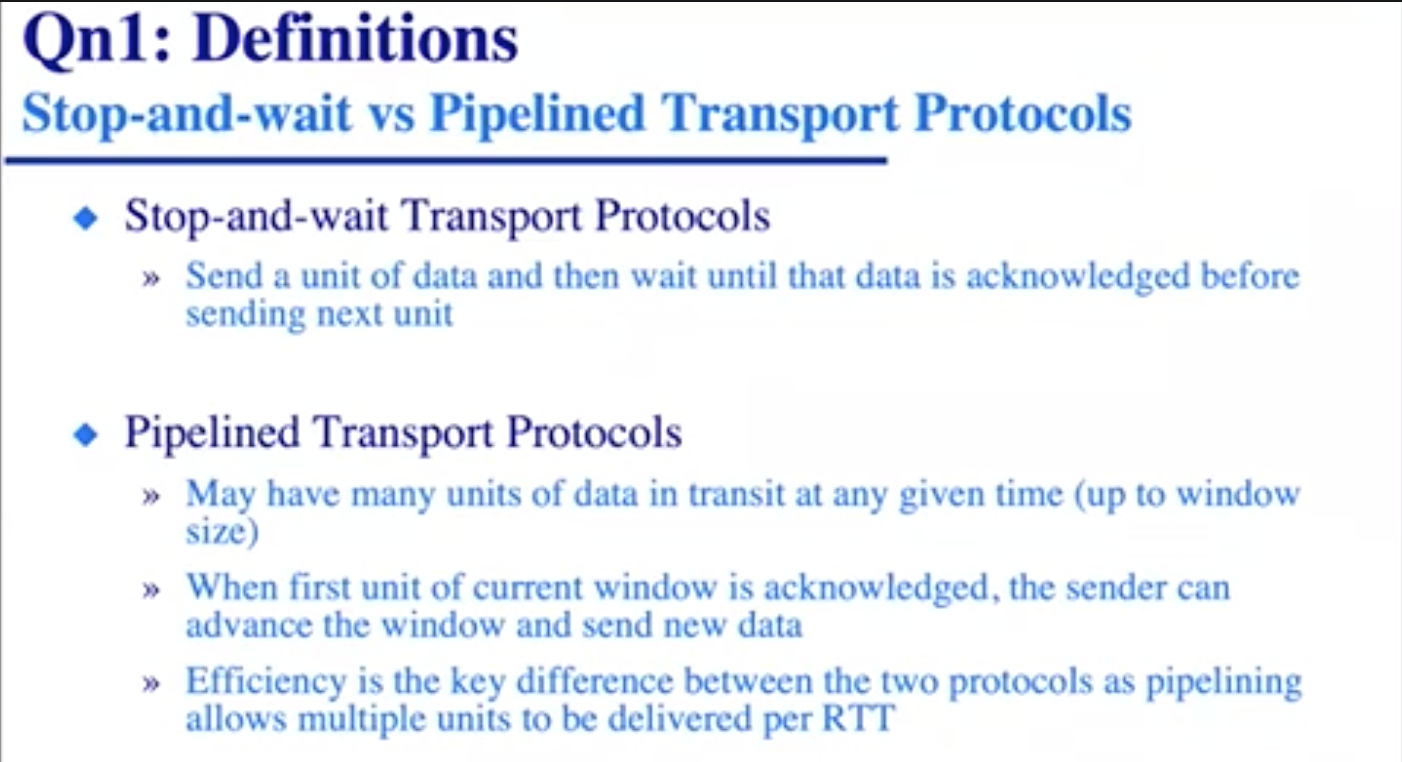 Qn1: Definitions
Stop-and-wait vs Pipelined Transport Protocols
◆ Stop-and-wait Transport Protocols
» Send a unit of data and then wait until that data is acknowledged before
sending next unit
◆ Pipelined Transport Protocols
» May have many units of data in transit at any given time (up to window
size)
» When first unit of current window is acknowledged, the sender can
advance the window and send new data
» Efficiency is the key difference between the two protocols as pipelining
allows multiple units to be delivered per RTT